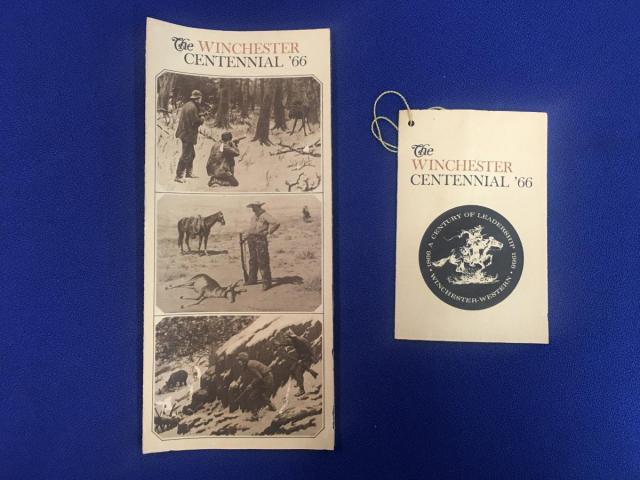 The WINCHESTER
CENTENNIAL '66
The
WINCHESTER
CENTENNIAL '66
1866 • A CENTURY OF LEADERSHIP • 1966
• WINCHESTER-WESTERN •